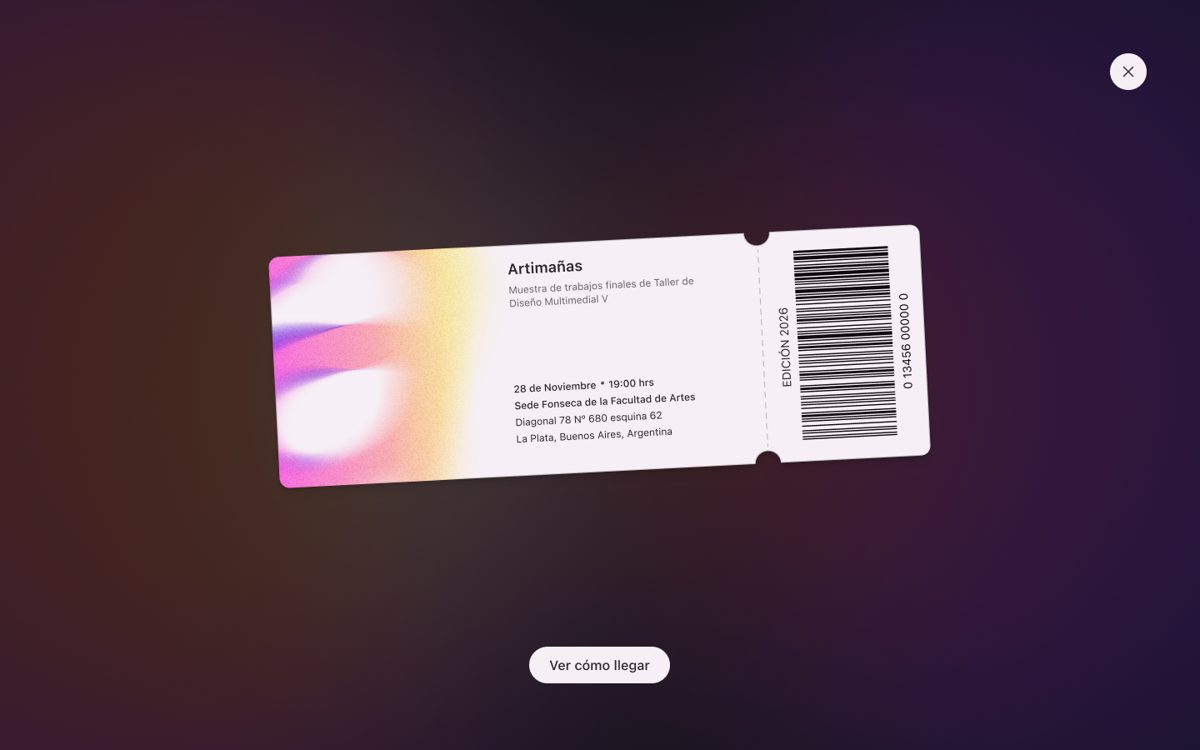 Artimañas
Muestra de trabajos finales de Taller de
Diseño Multimedial V
28 de Noviembre * 19:00 hrs
Sede Fonseca de la Facultad de Artes
Diagonal 78 Nº 680 esquina 62
La Plata, Buenos Aires, Argentina
EDICIÓN 2026
0 13456 00000 0
Ver cómo llegar